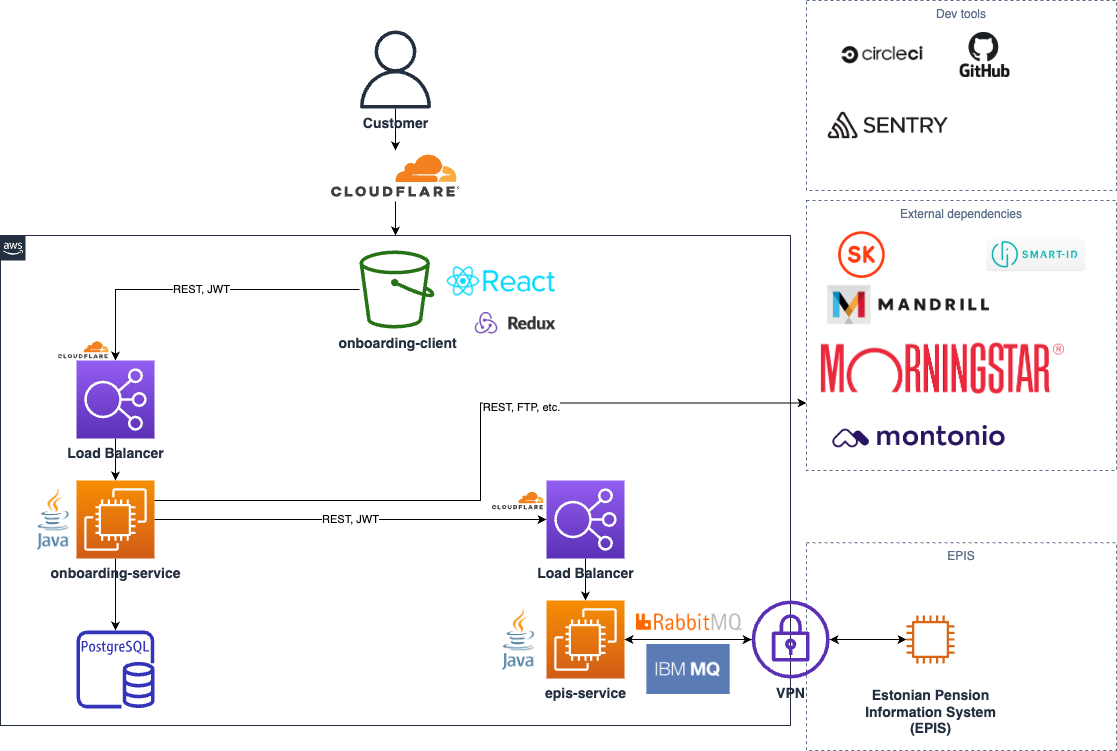 Dev tools
circleci
GitHub
SENTRY
Customer
CLOUDFLARE
External dependencies
SK
SMART-ID
MANDRILL
MORNINGSTAR®
montonio
aws
React
Redux
onboarding-client
REST, JWT
CLOUDFLARE
Load Balancer
REST, FTP, etc.
Java
onboarding-service
REST, JWT
CLOUDFLARE
Load Balancer
PostgreSQL
Java
epis-service
RabbitMQ
IBM MQ
VPN
EPIS
Estonian Pension
Information System
(EPIS)